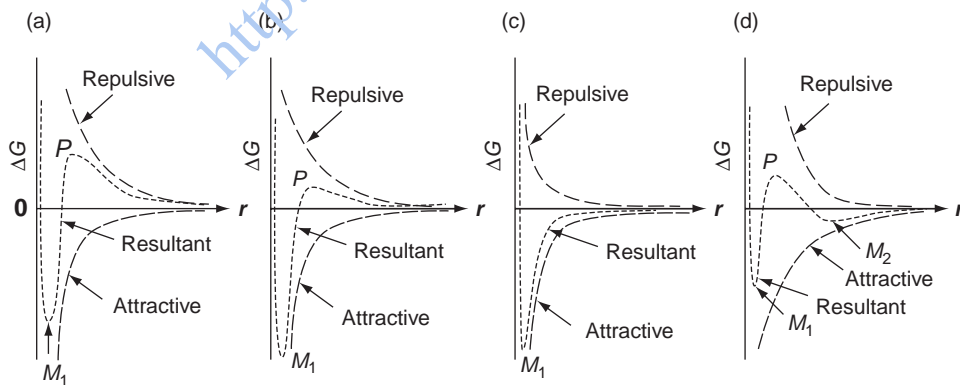 (a)
Repulsive
P
ΔG
0
r
Resultant
Attractive
M1
(b)
Repulsive
P
ΔG
r
Resultant
Attractive
M1
(c)
Repulsive
ΔG
r
Resultant
Attractive
M1
(d)
Repulsive
P
ΔG
r
M2
Attractive
Resultant
M1
http: